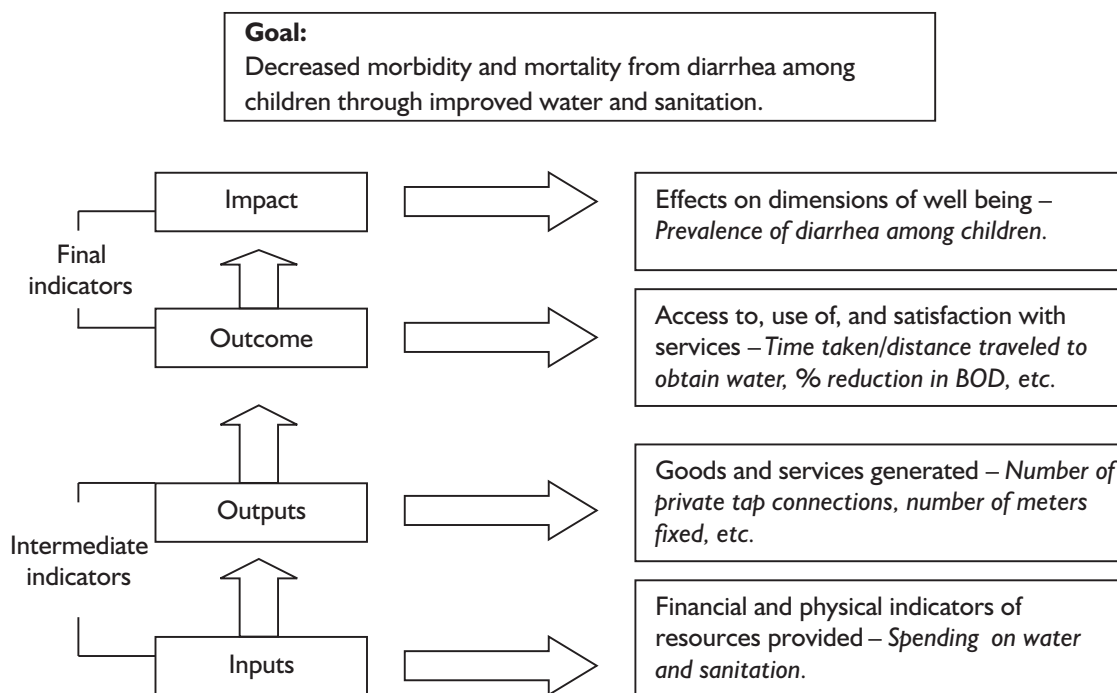 Goal:
Decreased morbidity and mortality from diarrhea among
children through improved water and sanitation.
Impact
Effects on dimensions of well being –
Prevalence of diarrhea among children.
Final
indicators
Outcome
Access to, use of, and satisfaction with
services – Time taken/distance traveled to
obtain water, % reduction in BOD, etc.
Outputs
Goods and services generated – Number of
private tap connections, number of meters
fixed, etc.
Intermediate
indicators
Inputs
Financial and physical indicators of
resources provided – Spending on water
and sanitation.